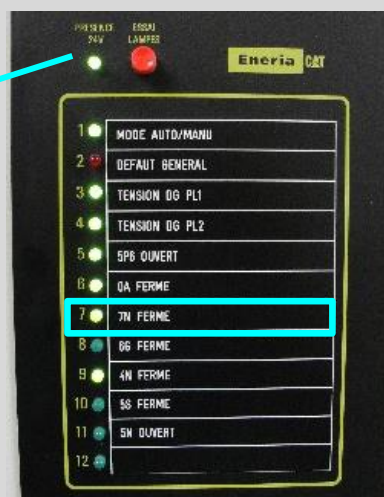 PRESENCE ESSAI
24V LAMPES
Eneria CAT
1 MODE AUTO/MANU
2 DEFAUT GENERAL
3 TENSION DG PL1
4 TENSION DG PL2
5 5PB OUVERT
6 QA FERME
7 7N FERME
8 6G FERME
9 4N FERME
10 5S FERME
11 5N OUVERT
12